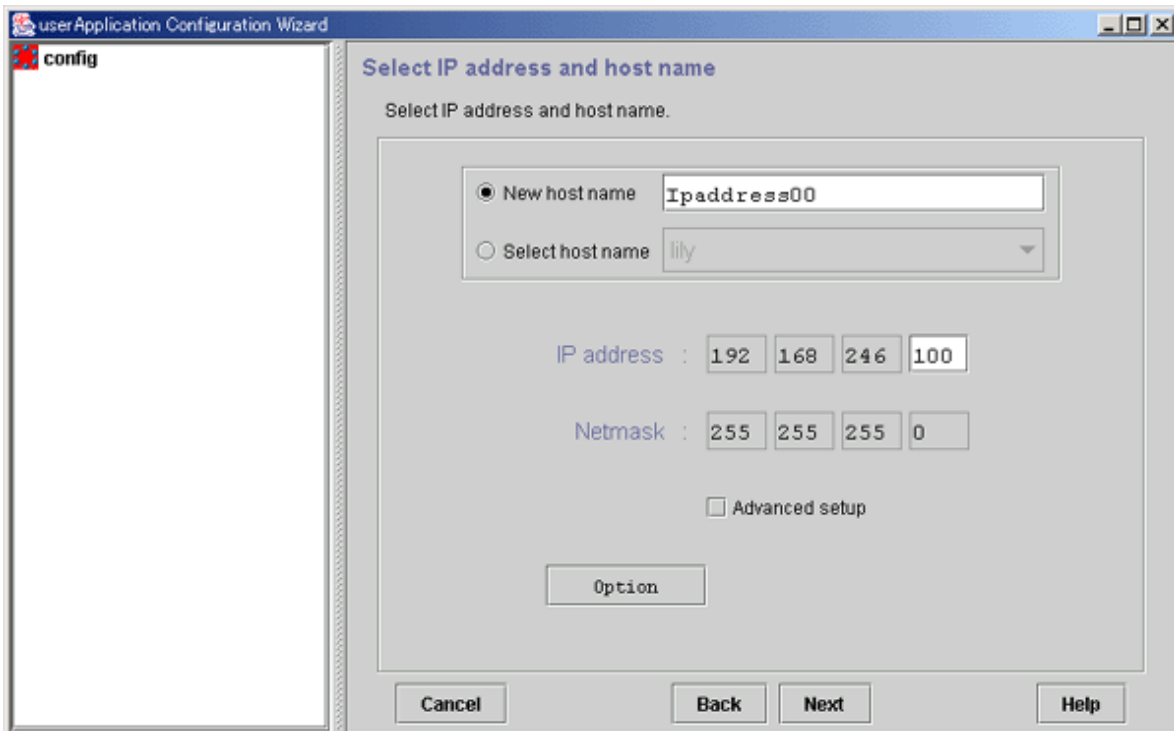 userApplication Configuration Wizard
config
Select IP address and host name
Select IP address and host name.
New host name Ipaddress00
Select host name lily
IP address : 192 168 246 100
Netmask : 255 255 255 0
Advanced setup
Option
Cancel Back Next Help